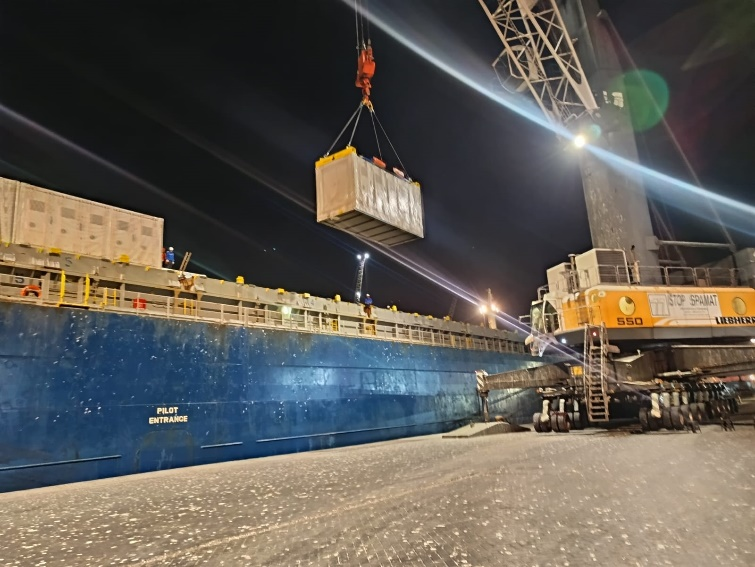 PILOT
ENTRANCE
550
STOP SPAMAT
LIEBHERR